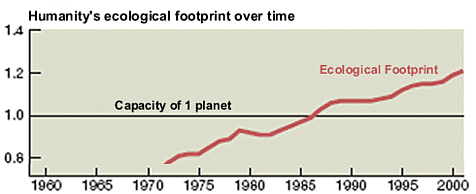 Humanity's ecological footprint over time
1.4
1.2
Ecological Footprint
Capacity of 1 planet
1.0
0.8
1960 1965 1970 1975 1980 1985 1990 1995 2000